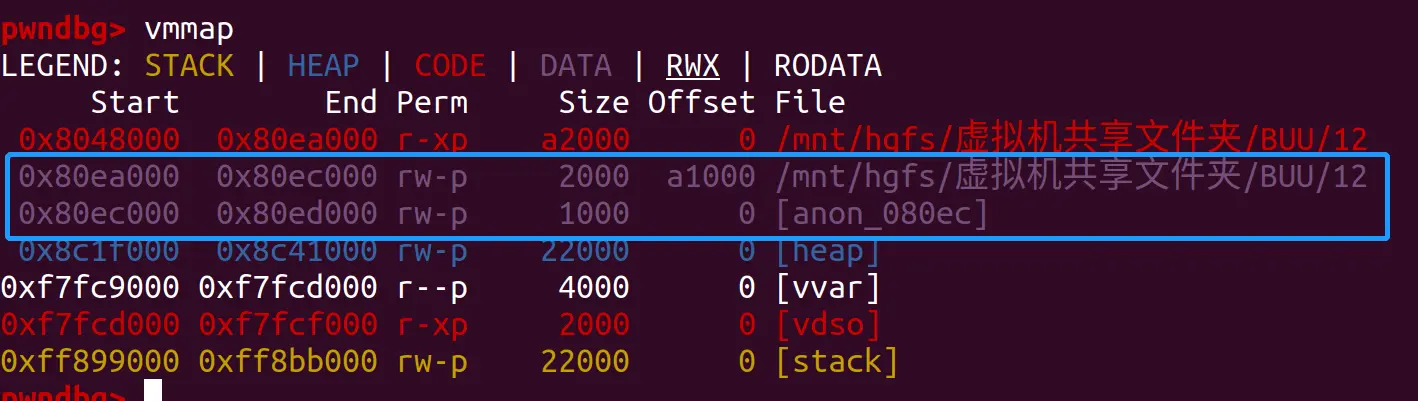 pwndbg> vmmap
LEGEND: STACK | HEAP | CODE | DATA | RWX | RODATA
Start End Perm Size Offset File
0x8048000 0x80ea000 r-xp a2000 0 /mnt/hgfs/虚拟机共享文件夹/BUU/12
0x80ea000 0x80ec000 rw-p 2000 a1000 /mnt/hgfs/虚拟机共享文件夹/BUU/12
0x80ec000 0x80ed000 rw-p 1000 0 [anon_080ec]
0x8c1f000 0x8c41000 rw-p 22000 0 [heap]
0xf7fc9000 0xf7fcd000 r--p 4000 0 [vvar]
0xf7fcd000 0xf7fcf000 r-xp 2000 0 [vdso]
0xff899000 0xff8bb000 rw-p 22000 0 [stack]
pwndbg>